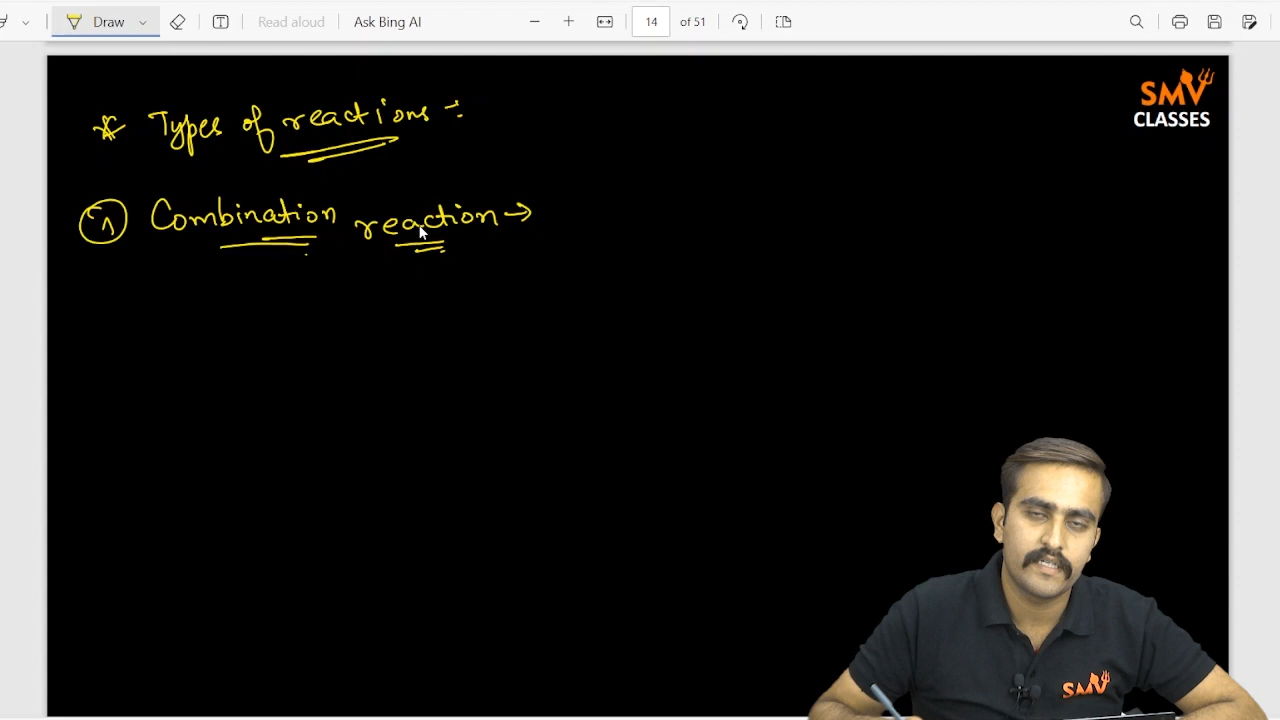 Draw
Read aloud
Ask Bing AI
14 of 51
SMV
CLASSES
* Types of reactions :-
① Combination reaction →
SMV